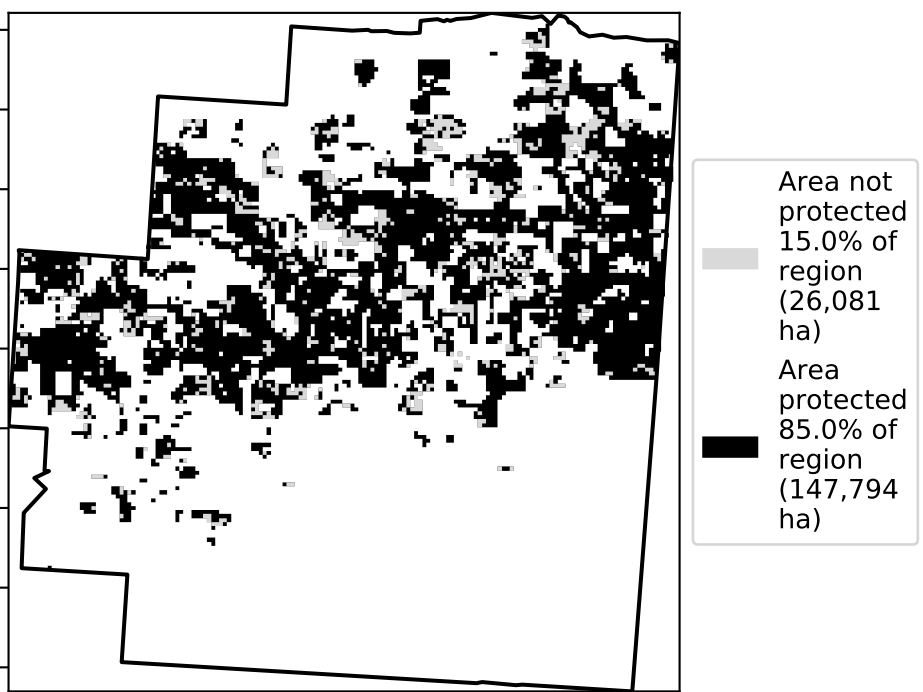 Area not
protected
15.0% of
region
(26,081
ha)
Area
protected
85.0% of
region
(147,794
ha)